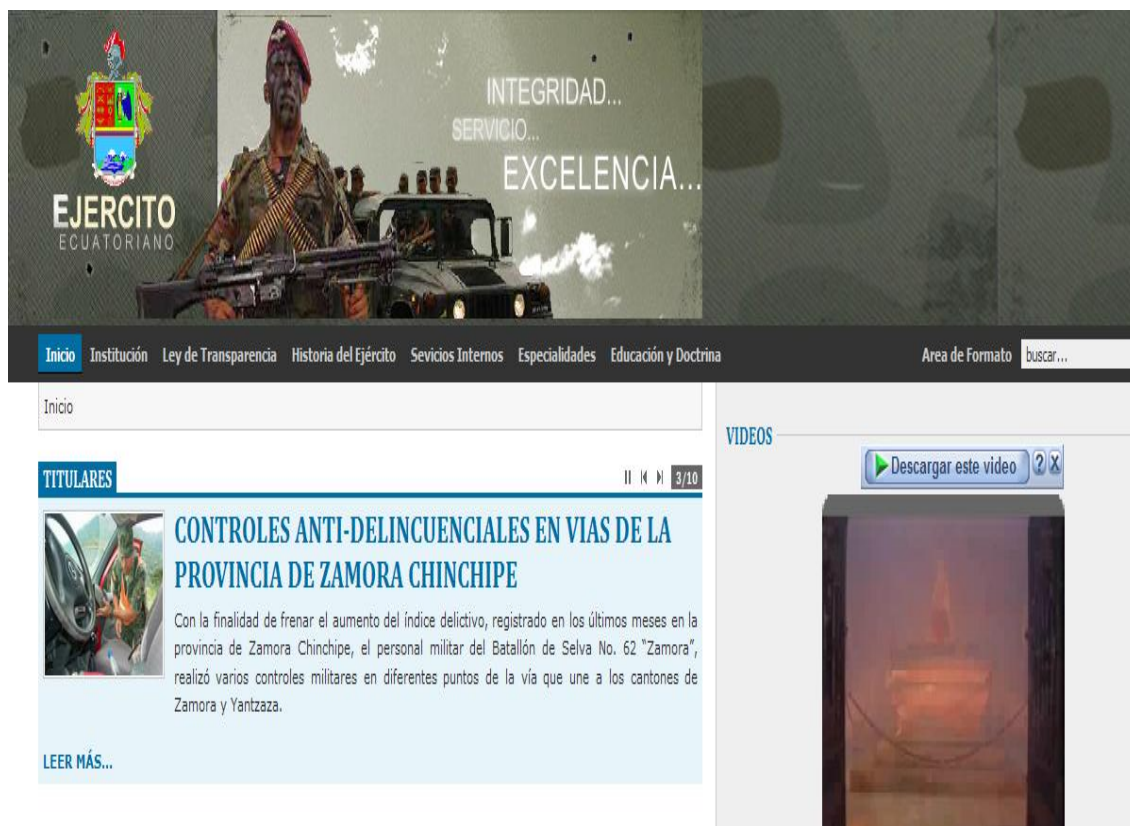 INTEGRIDAD...
SERVICIO...
EXCELENCIA...
EJERCITO
ECUATORIANO
Inicio Institución Ley de Transparencia Historia del Ejército Sevicios Internos Especialidades Educación y Doctrina Area de Formato buscar...
Inicio
VIDEOS
Descargar este video ? X
TITULARES 3/10
CONTROLES ANTI-DELINCUENCIALES EN VIAS DE LA
PROVINCIA DE ZAMORA CHINCHIPE
Con la finalidad de frenar el aumento del índice delictivo, registrado en los últimos meses en la
provincia de Zamora Chinchipe, el personal militar del Batallón de Selva No. 62 "Zamora",
realizó varios controles militares en diferentes puntos de la vía que une a los cantones de
Zamora y Yantzaza.
LEER MÁS...